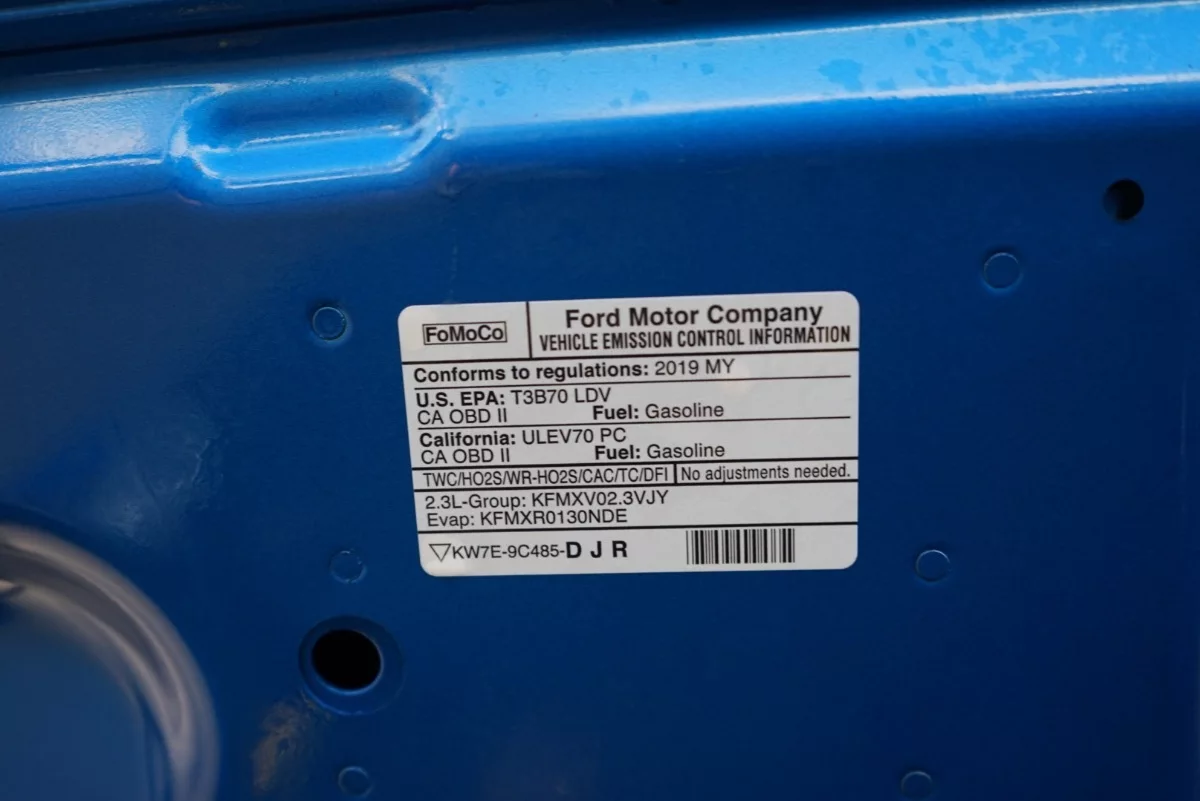 FoMoCo
Ford Motor Company
VEHICLE EMISSION CONTROL INFORMATION
Conforms to regulations: 2019 MY
U.S. EPA: T3B70 LDV
CA OBD II Fuel: Gasoline
California: ULEV70 PC
CA OBD II Fuel: Gasoline
TWC/HO2S/WR-HO2S/CAC/TC/DFI No adjustments needed.
2.3L-Group: KFMXV02.3VJY
Evap: KFMXR0130NDE
▽KW7E-9C485-D J R